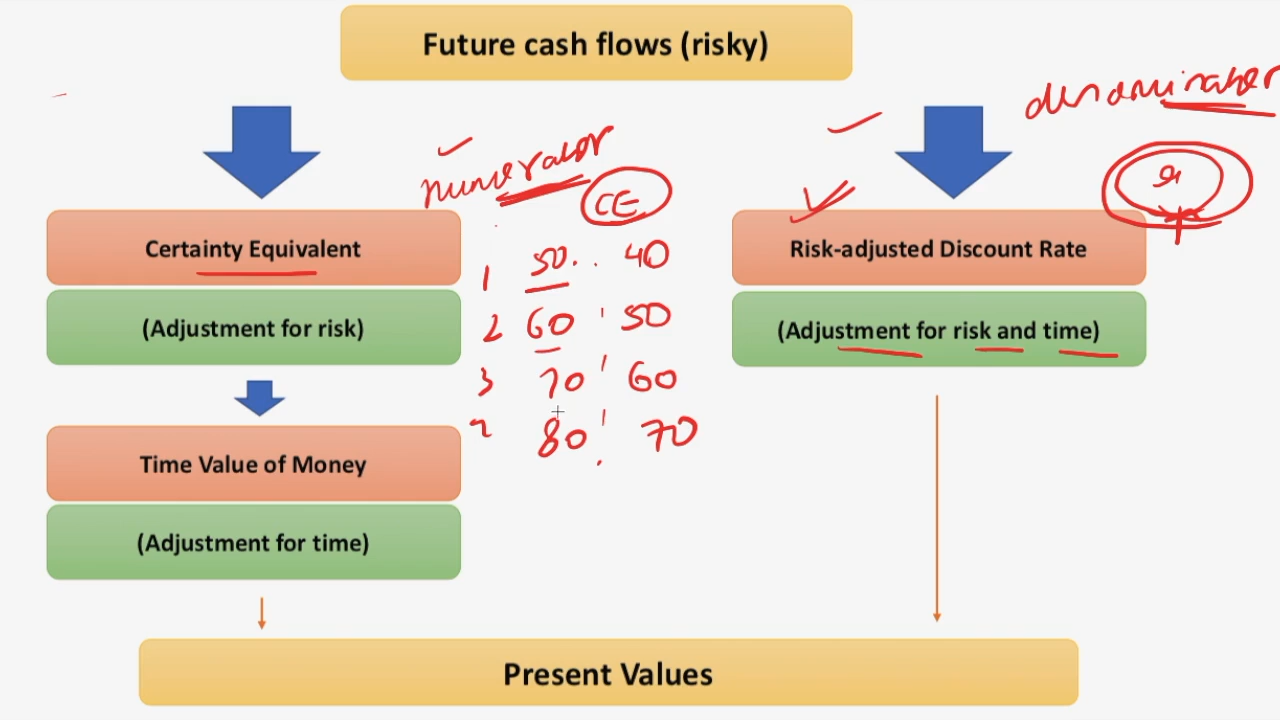 Future cash flows (risky)
denominator
numerator
r
CE
Certainty Equivalent
(Adjustment for risk)
Time Value of Money
(Adjustment for time)
1 50 40
2 60 50
3 70 60
80 70
Risk-adjusted Discount Rate
(Adjustment for risk and time)
Present Values